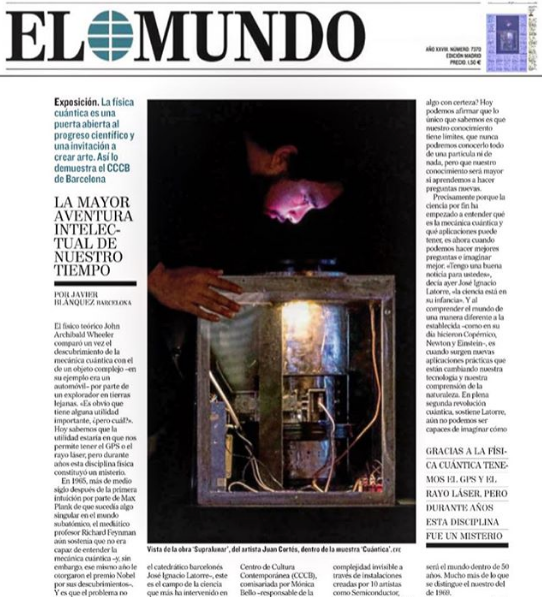 EL MUNDO
AÑO XXVIII. NÚMERO: 7370
EDICIÓN MADRID
PRECIO: 1,50 €
Exposición. La física
cuántica es una
puerta abierta al
progreso científico y
una invitación a
crear arte. Así lo
demuestra el CCCB
de Barcelona
LA MAYOR
AVENTURA
INTELEC-
TUAL DE
NUESTRO
TIEMPO
POR JAVIER
BLÁNQUEZ BARCELONA
El físico teórico John
Archibald Wheeler
comparó un vez el
descubrimiento de la
mecánica cuántica con el
de un objeto complejo –en
su ejemplo era un
automóvil– por parte de
un explorador en tierras
lejanas. «Es obvio que
tiene alguna utilidad
importante, ¿pero cuál?».
Hoy sabemos que la
utilidad estaría en que nos
permite tener el GPS o el
rayo láser, pero durante
años esta disciplina física
constituyó un misterio.
En 1965, más de medio
siglo después de la primera
intuición por parte de Max
Plank de que sucedía algo
singular en el mundo
subatómico, el mediático
profesor Richard Feynman
aún sostenía que no era
capaz de entender la
mecánica cuántica –y, sin
embargo, ese mismo año le
otorgaron el premio Nobel
por sus descubrimientos–.
Y es que el problema no
Vista de la obra 'Supralunar', del artista Juan Cortés, dentro de la muestra 'Cuántica'. EFE
el catedrático barcelonés
José Ignacio Latorre–, este
es el campo de la ciencia
que más ha intervenido en
Centro de Cultura
Contemporánea (CCCB),
comisariada por Mónica
Bello –responsable de la
complejidad invisible a
través de instalaciones
creadas por 10 artistas
como Semiconductor,
algo con certeza? Hoy
podemos afirmar que lo
único que sabemos es que
nuestro conocimiento
tiene límites, que nunca
podremos conocerlo todo
de una partícula ni de
nada, pero que nuestro
conocimiento será mayor
si aprendemos a hacer
preguntas nuevas.
Precisamente porque la
ciencia por fin ha
empezado a entender qué
es la mecánica cuántica y
qué aplicaciones puede
tener, es ahora cuando
podemos hacer mejores
preguntas e imaginar
mejor. «Tengo una buena
noticia para ustedes»,
decía ayer José Ignacio
Latorre, «la ciencia está en
su infancia». Y al
comprender el mundo de
una manera diferente a la
establecida –como en su
día hicieron Copérnico,
Newton y Einstein–, es
cuando surgen nuevas
aplicaciones prácticas que
están cambiando nuestra
tecnología y nuestra
comprensión de la
naturaleza. En plena
segunda revolución
cuántica, sostiene Latorre,
aún no podemos ser
capaces de imaginar cómo
GRACIAS A LA FÍSI-
CA CUÁNTICA TENE-
MOS EL GPS Y EL
RAYO LÁSER, PERO
DURANTE AÑOS
ESTA DISCIPLINA
FUE UN MISTERIO
será el mundo dentro de 50
años. Mucho más de lo que
se distingue el nuestro del
de 1969.